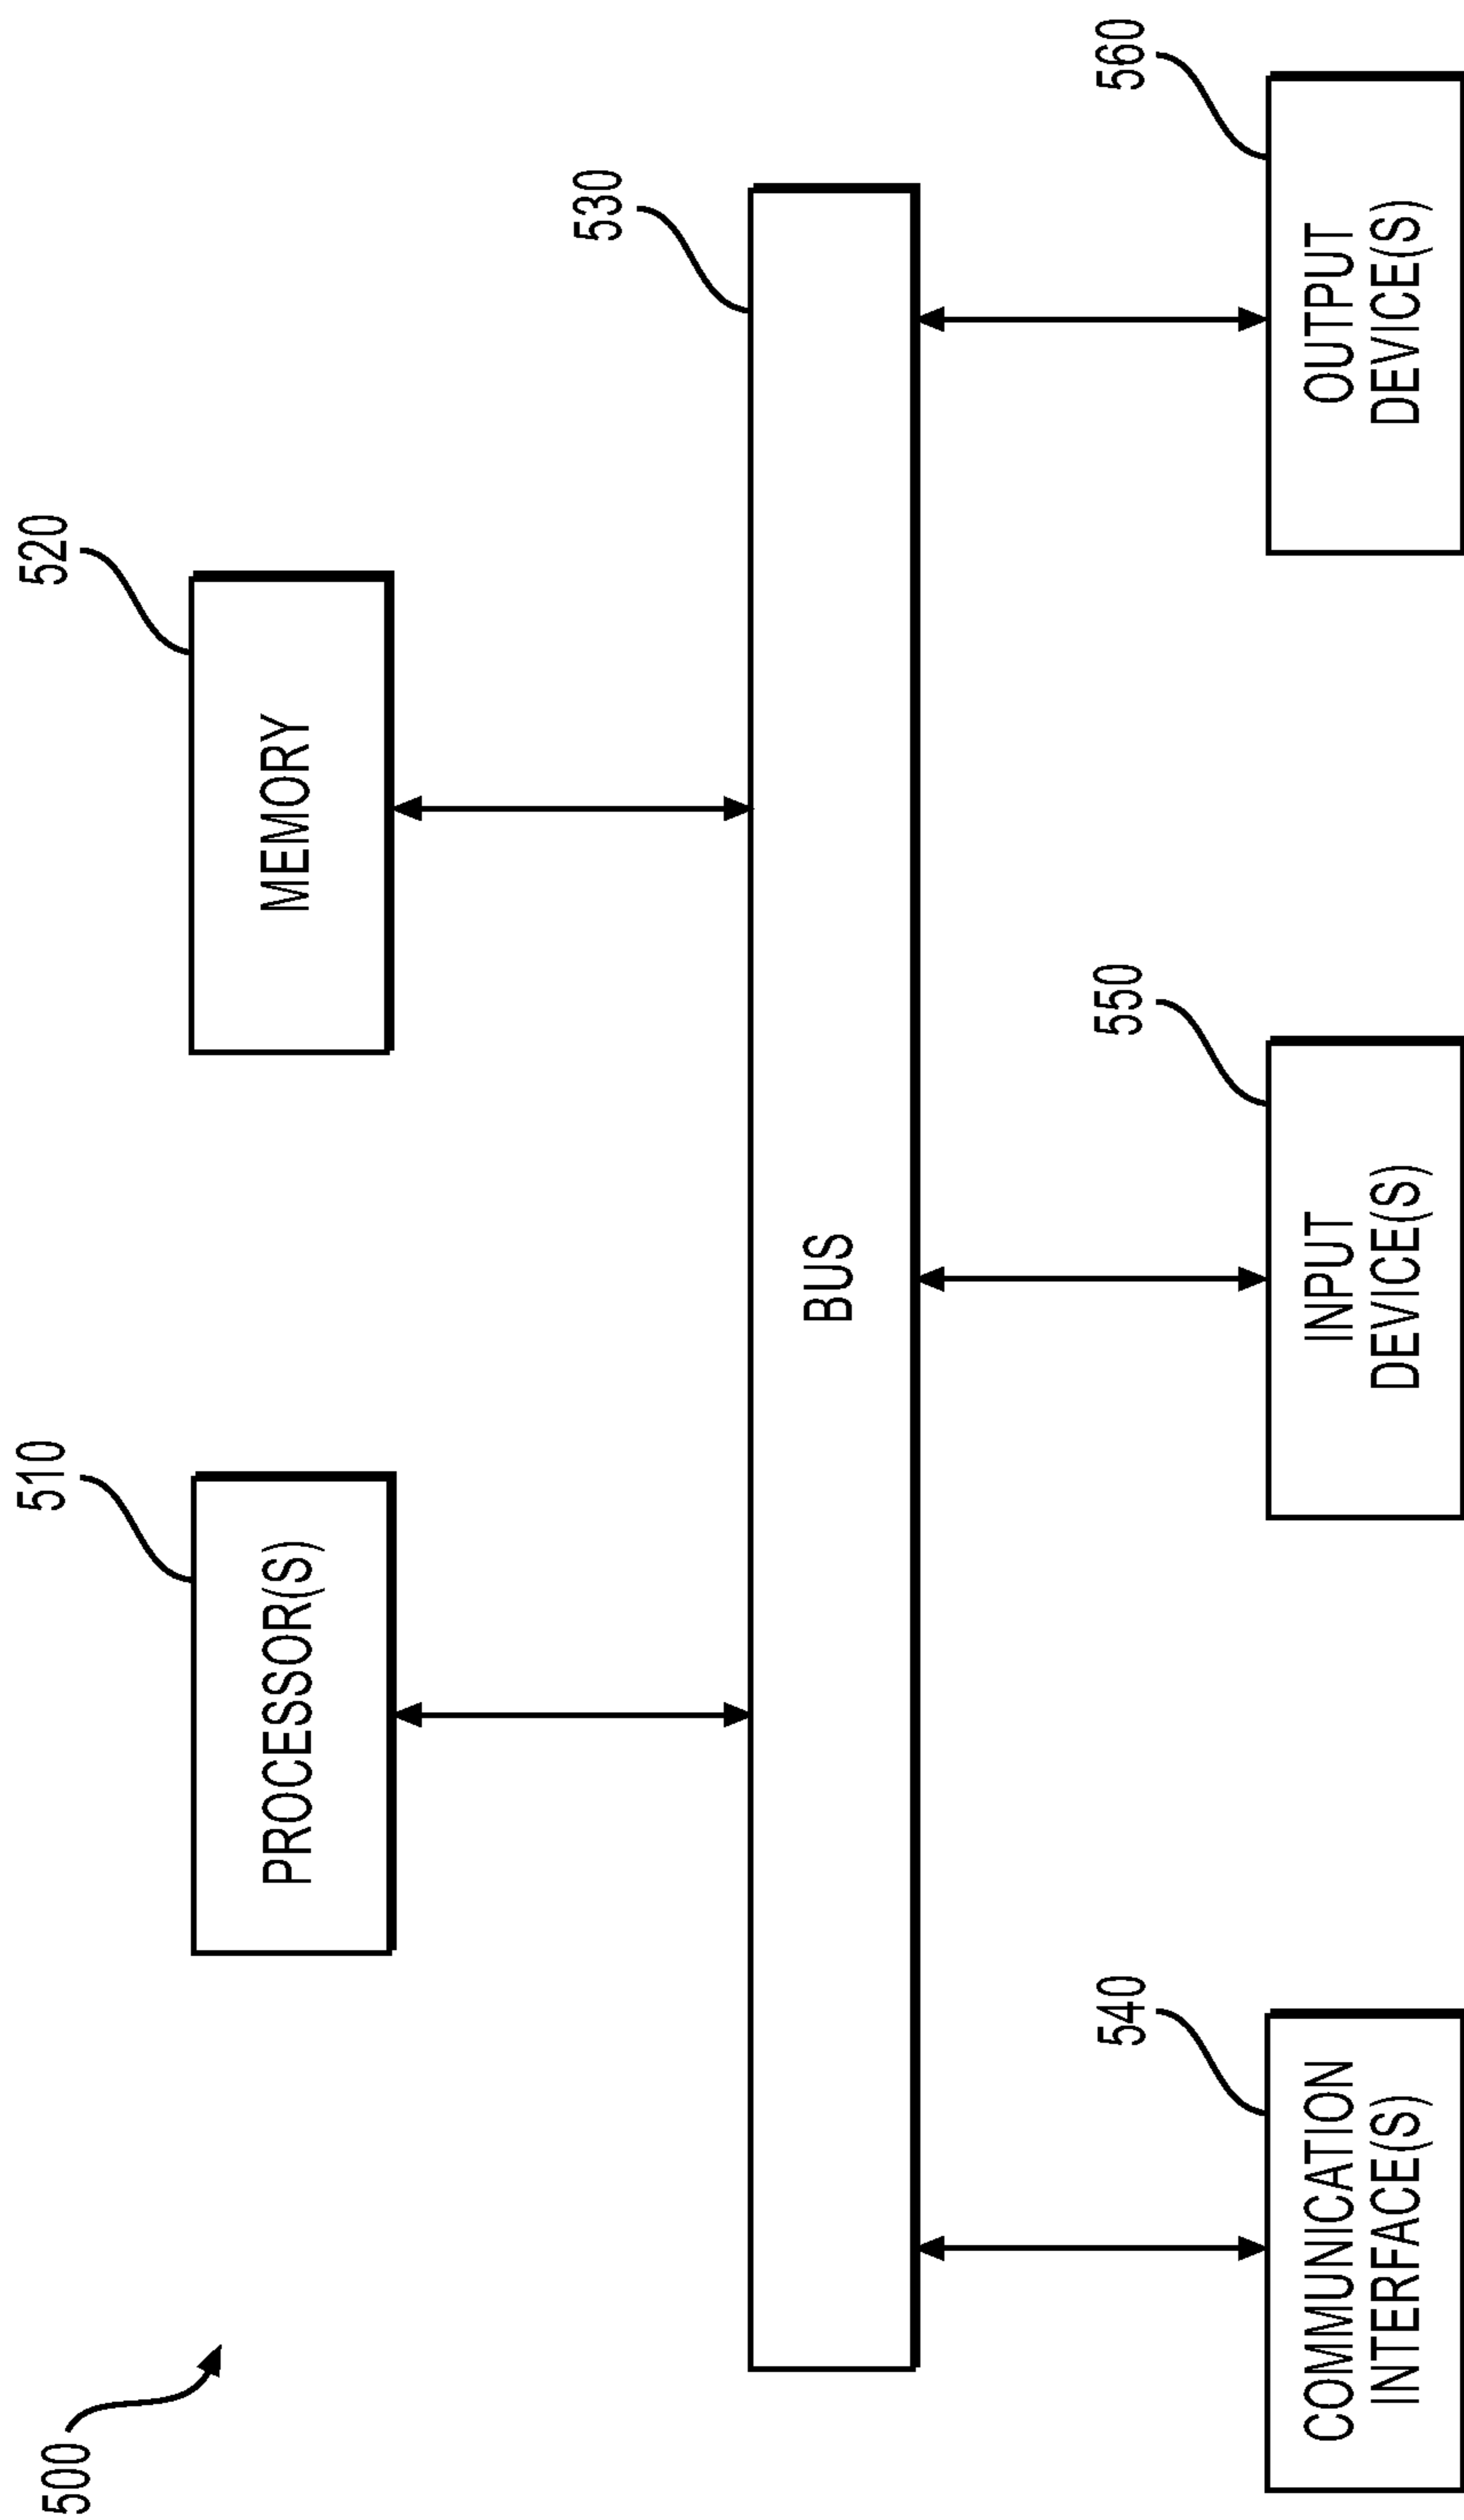 500
510
PROCESSOR(S)
520
MEMORY
530
BUS
540
COMMUNICATION
INTERFACE(S)
550
INPUT
DEVICE(S)
560
OUTPUT
DEVICE(S)